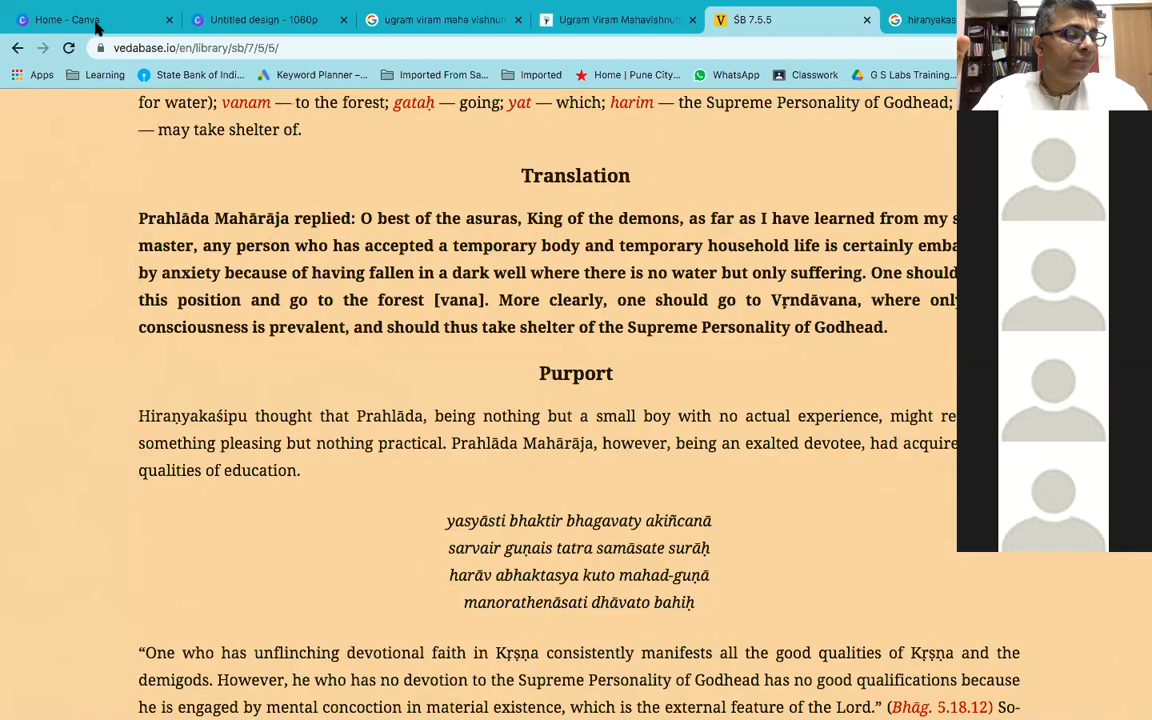 Home - Canva
Untitled design - 1080p
ugram viram maha vishnun
Ugram Viram Mahavishnun
ŚB 7.5.5
hiranyakas
vedabase.io/en/library/sb/7/5/5/
Apps
Learning
State Bank of Indi...
Keyword Planner –...
Imported From Sa...
Imported
Home | Pune City...
WhatsApp
Classwork
G S Labs Training...
for water); vanam — to the forest; gataḥ — going; yat — which; harim — the Supreme Personality of Godhead;
— may take shelter of.
Translation
Prahlāda Mahārāja replied: O best of the asuras, King of the demons, as far as I have learned from my s
master, any person who has accepted a temporary body and temporary household life is certainly emba
by anxiety because of having fallen in a dark well where there is no water but only suffering. One should
this position and go to the forest [vana]. More clearly, one should go to Vṛndāvana, where only
consciousness is prevalent, and should thus take shelter of the Supreme Personality of Godhead.
Purport
Hiraṇyakaśipu thought that Prahlāda, being nothing but a small boy with no actual experience, might re
something pleasing but nothing practical. Prahlāda Mahārāja, however, being an exalted devotee, had acquire
qualities of education.
yasyāsti bhaktir bhagavaty akiñcanā
sarvair guṇais tatra samāsate surāḥ
harāv abhaktasya kuto mahad-guṇā
manorathenāsati dhāvato bahiḥ
“One who has unflinching devotional faith in Kṛṣṇa consistently manifests all the good qualities of Kṛṣṇa and the
demigods. However, he who has no devotion to the Supreme Personality of Godhead has no good qualifications because
he is engaged by mental concoction in material existence, which is the external feature of the Lord.” (Bhāg. 5.18.12) So-